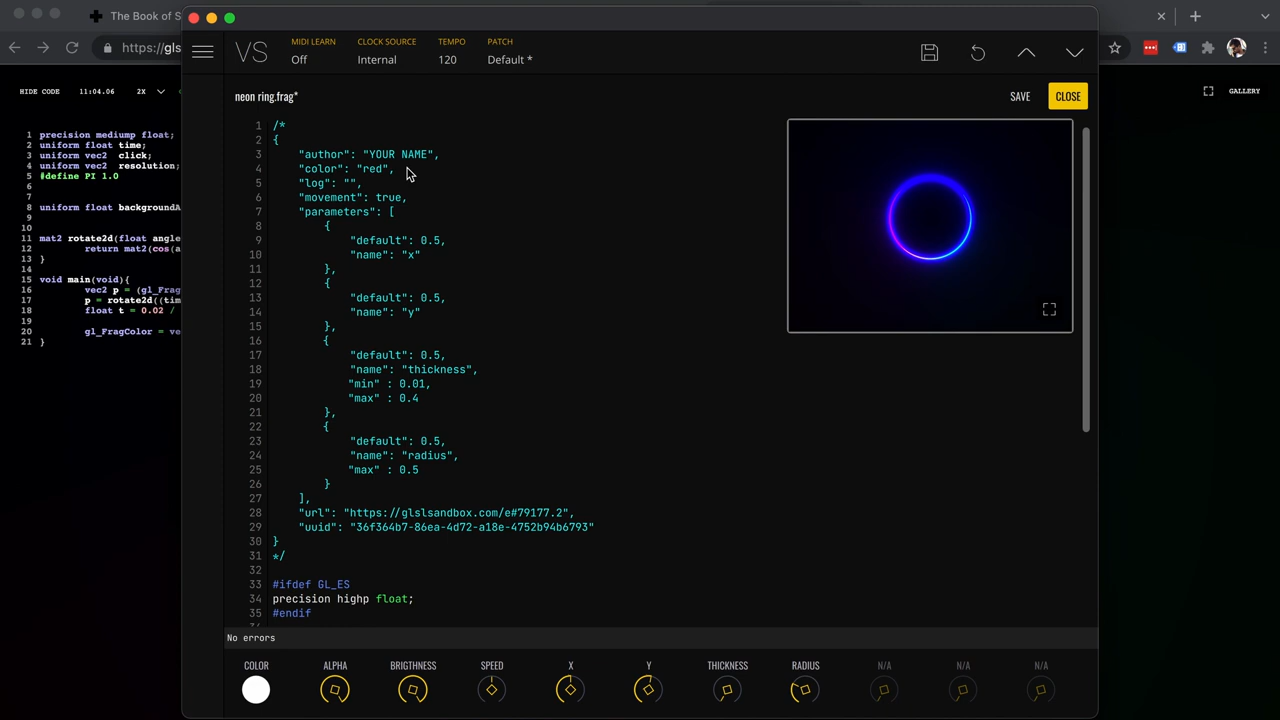 The Book of S
https://gls
VS
MIDI LEARN
Off
CLOCK SOURCE
Internal
TEMPO
120
PATCH
Default *
HIDE CODE
11:04.06
2X
GALLERY
neon ring.frag*
SAVE
CLOSE
1 precision mediump float;
2 uniform float time;
3 uniform vec2  click;
4 uniform vec2  resolution;
5 #define PI 1.0
6
7
8 uniform float backgroundA
9
10
11 mat2 rotate2d(float angle
12 return mat2(cos(a
13 }
14
15 void main(void){
16 vec2 p = (gl_Frag
17 p = rotate2d((tim
18 float t = 0.02 /
19
20 gl_FragColor = ve
21 }
1 /*
2 {
3 "author": "YOUR NAME",
4 "color": "red",
5 "log": "",
6 "movement": true,
7 "parameters": [
8 {
9 "default": 0.5,
10 "name": "x"
11 },
12 {
13 "default": 0.5,
14 "name": "y"
15 },
16 {
17 "default": 0.5,
18 "name": "thickness",
19 "min" : 0.01,
20 "max" : 0.4
21 },
22 {
23 "default": 0.5,
24 "name": "radius",
25 "max" : 0.5
26 }
27 ],
28 "url": "https://glslsandbox.com/e#79177.2",
29 "uuid": "36f364b7-86ea-4d72-a18e-4752b94b6793"
30 }
31 */
32
33 #ifdef GL_ES
34 precision highp float;
35 #endif
No errors
COLOR
ALPHA
BRIGTHNESS
SPEED
X
Y
THICKNESS
RADIUS
N/A
N/A
N/A